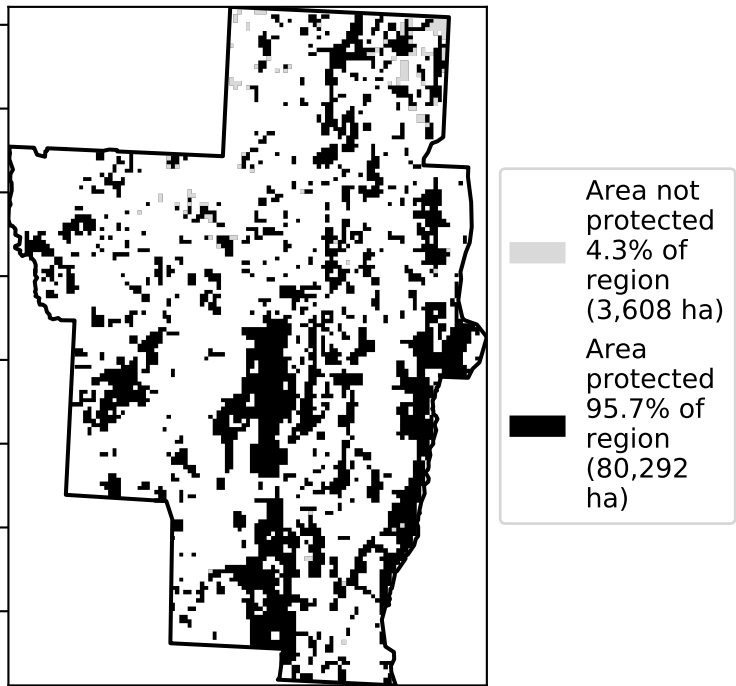 Area not
protected
4.3% of
region
(3,608 ha)
Area
protected
95.7% of
region
(80,292
ha)